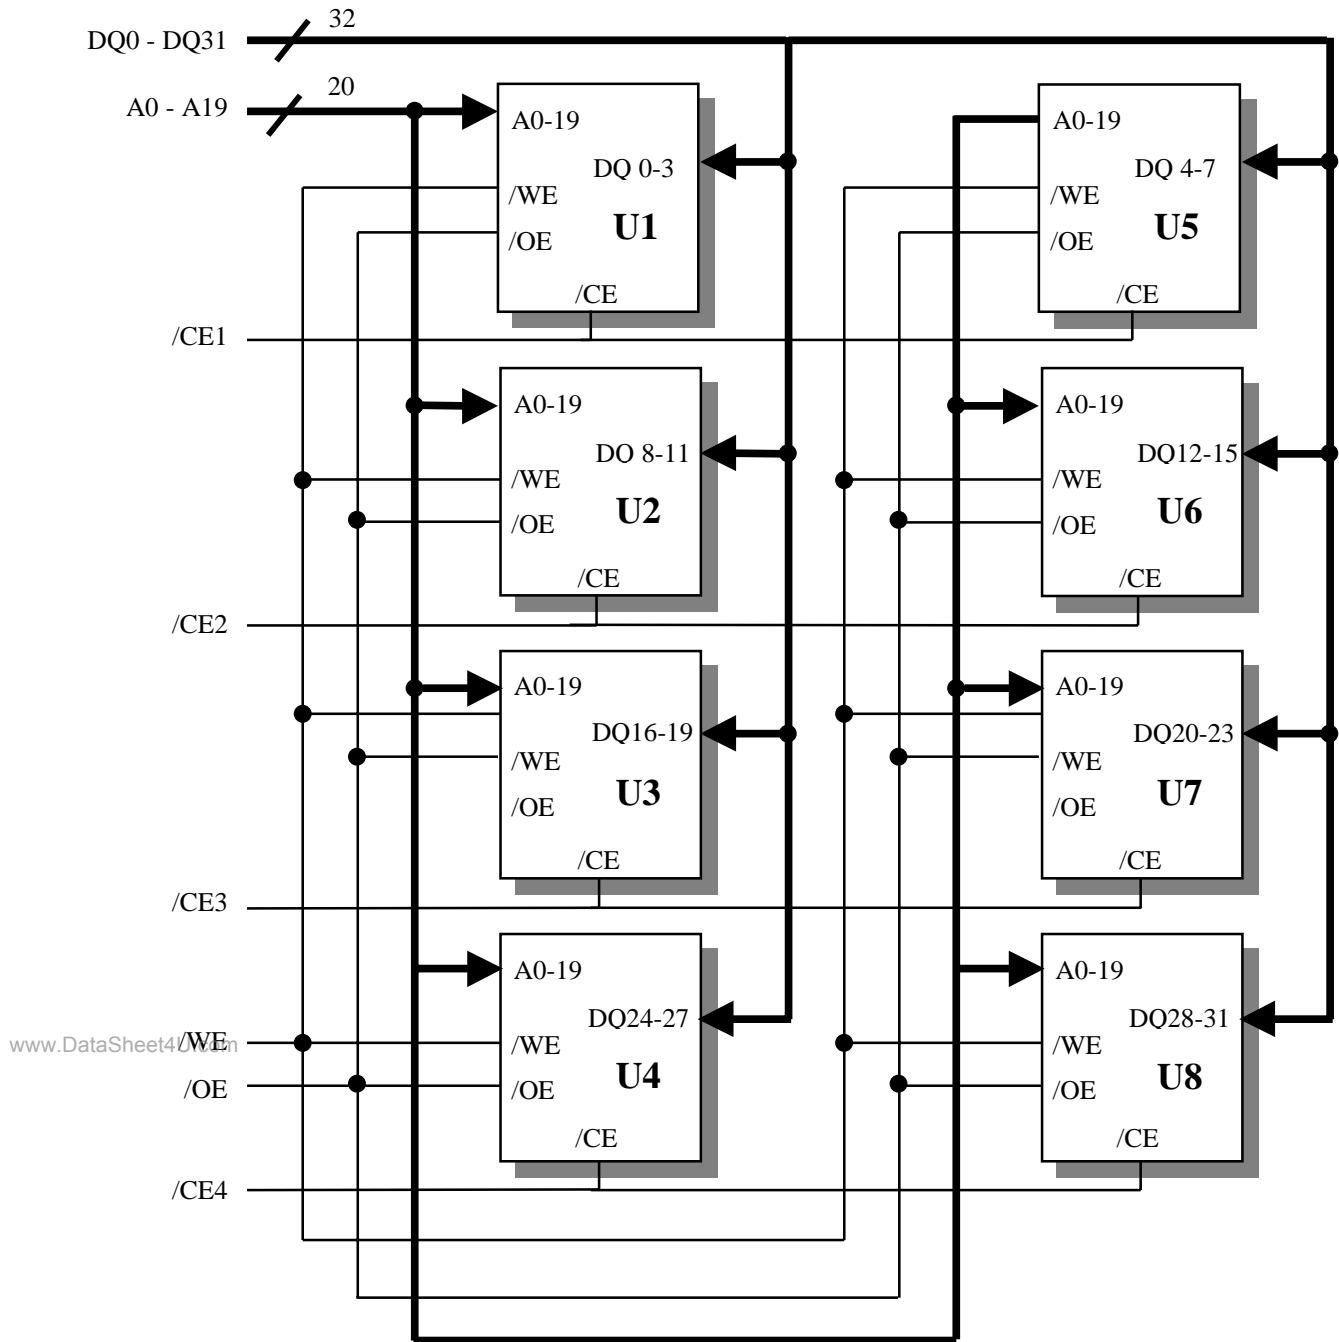 32
DQ0 - DQ31
20
A0 - A19
A0-19
DQ 0-3
/WE
U1
/OE
/CE
A0-19
DQ 4-7
/WE
U5
/OE
/CE
/CE1
A0-19
DQ 8-11
/WE
U2
/OE
/CE
A0-19
DQ12-15
/WE
U6
/OE
/CE
/CE2
A0-19
DQ16-19
/WE
U3
/OE
/CE
A0-19
DQ20-23
/WE
U7
/OE
/CE
/CE3
A0-19
DQ24-27
/WE
U4
/OE
/CE
A0-19
DQ28-31
/WE
U8
/OE
/CE
www.DataSheet4U.com
/WE
/OE
/CE4